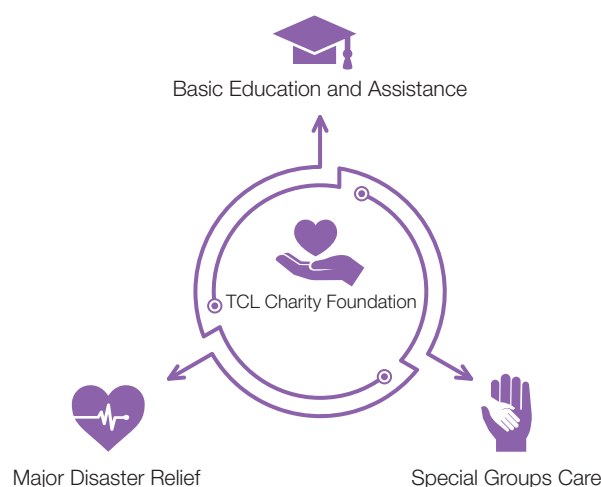 Basic Education and Assistance
TCL Charity Foundation
Major Disaster Relief
Special Groups Care